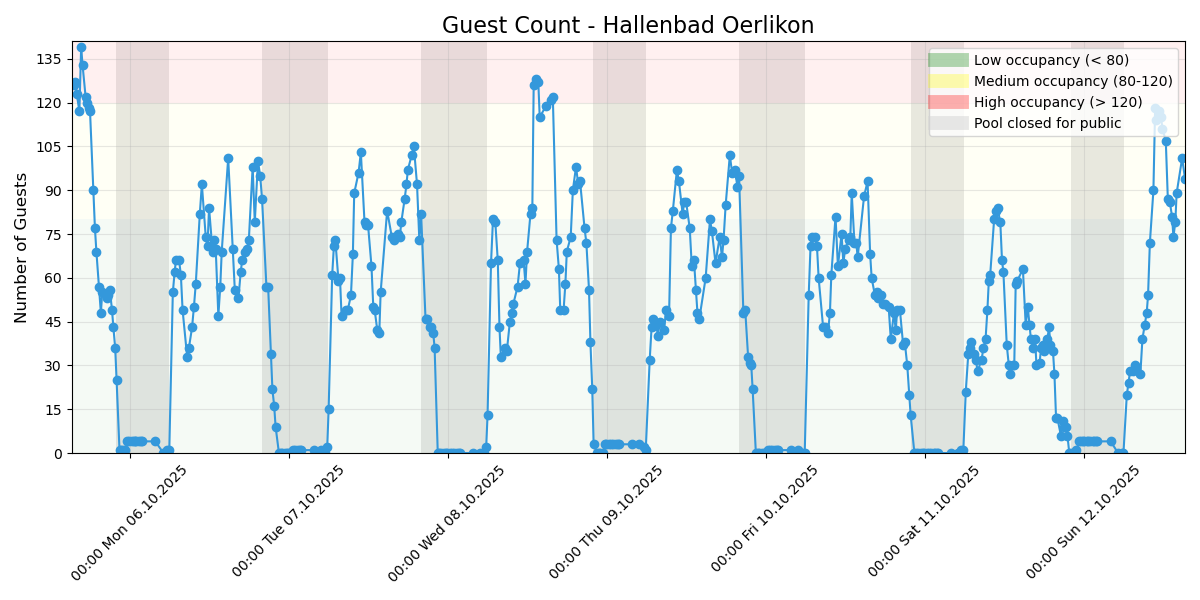 Guest Count - Hallenbad Oerlikon
Number of Guests
135
120
105
90
75
60
45
30
15
0
Low occupancy (< 80)
Medium occupancy (80-120)
High occupancy (> 120)
Pool closed for public
00:00 Mon 06.10.2025
00:00 Tue 07.10.2025
00:00 Wed 08.10.2025
00:00 Thu 09.10.2025
00:00 Fri 10.10.2025
00:00 Sat 11.10.2025
00:00 Sun 12.10.2025